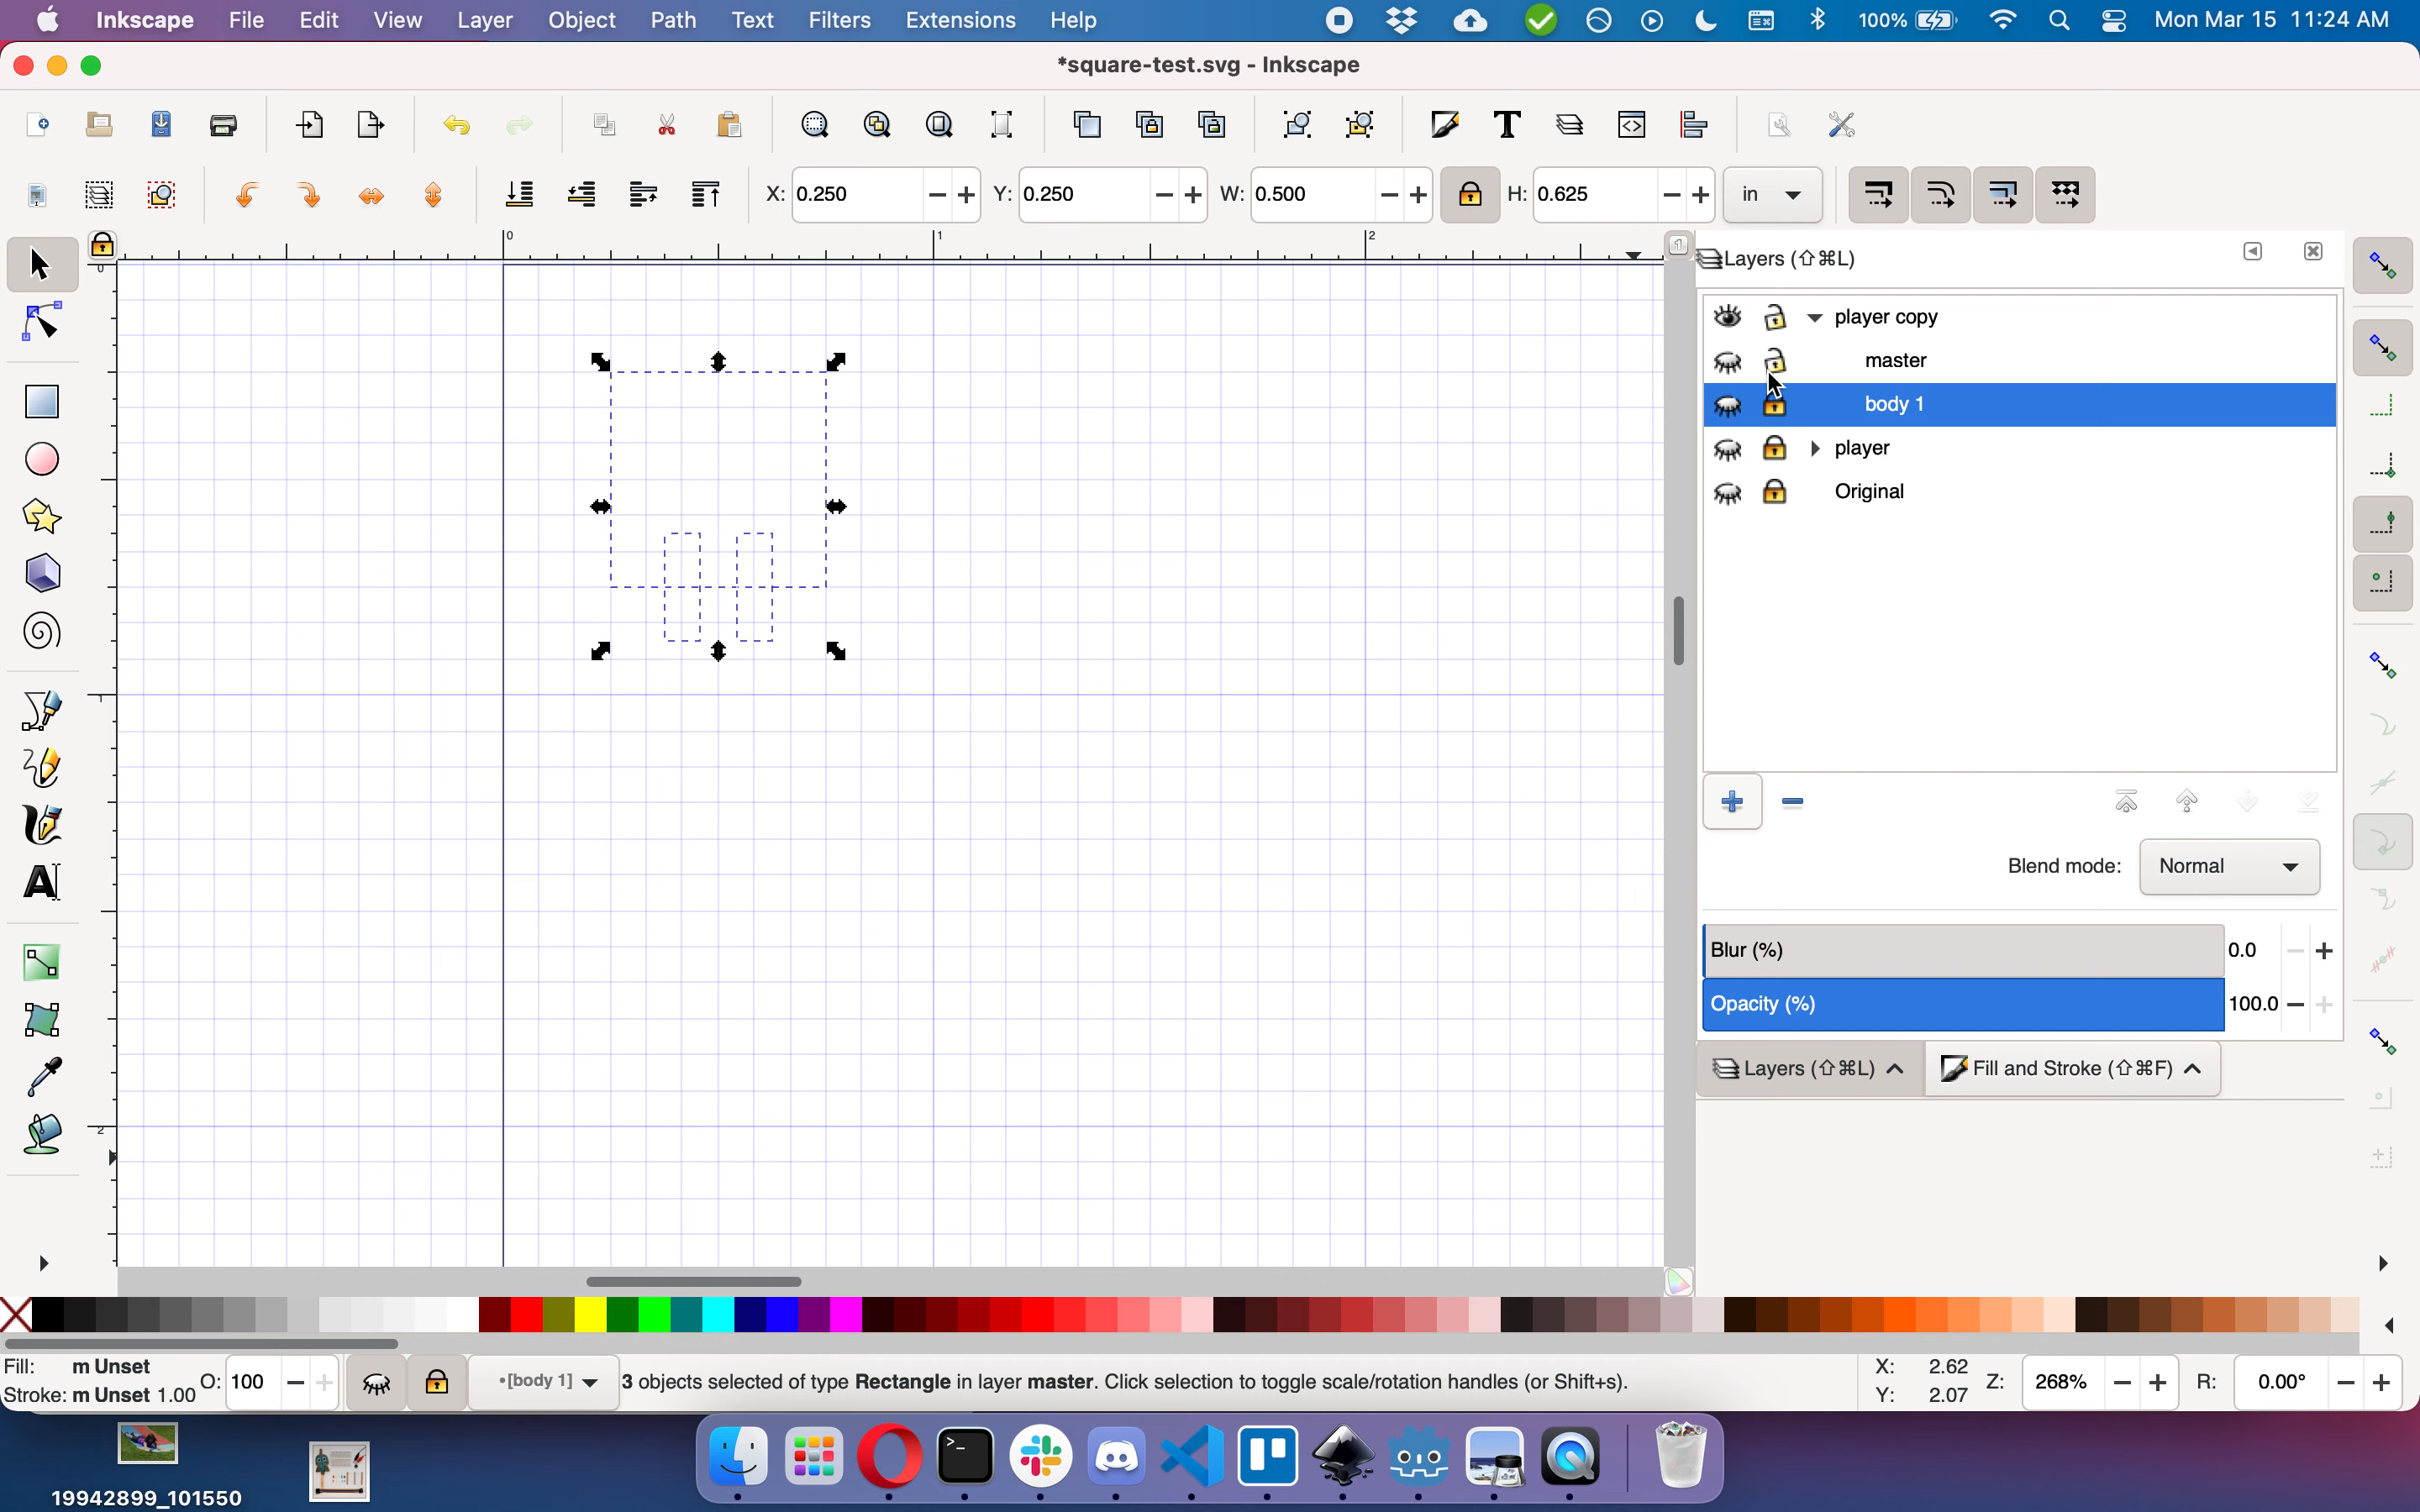 Inkscape File Edit View Layer Object Path Text Filters Extensions Help 100% Mon Mar 15 11:24 AM
*square-test.svg - Inkscape
X: 0.250 Y: 0.250 W: 0.500 H: 0.625 in
0 1 2
1
Layers (⇧⌘L)
0
player copy
master
body 1
player
Original
1
Blend mode: Normal
Blur (%) 0.0
Opacity (%) 100.0
Layers (⇧⌘L) Fill and Stroke (⇧⌘F)
2
Fill: m Unset
Stroke: m Unset 1.00
O: 100
•[body 1]
3 objects selected of type Rectangle in layer master. Click selection to toggle scale/rotation handles (or Shift+s).
X: 2.62
Y: 2.07
Z: 268%
R: 0.00°
19942899_101550